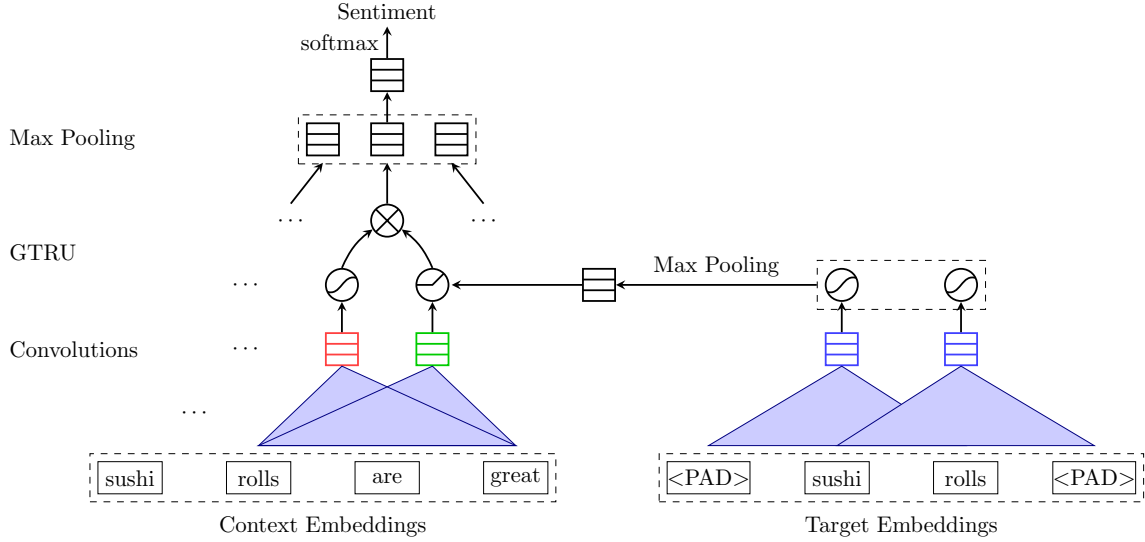 Sentiment
softmax
Max Pooling
. . .
. . .
GTRU
Max Pooling
. . .
Convolutions
. . .
. . .
sushi rolls are great
<PAD> sushi rolls <PAD>
Context Embeddings
Target Embeddings